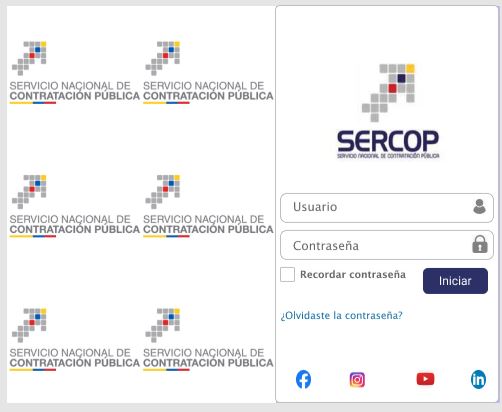 SERVICIO NACIONAL DE
CONTRATACIÓN PÚBLICA
SERVICIO NACIONAL DE
CONTRATACIÓN PÚBLICA
SERVICIO NACIONAL DE
CONTRATACIÓN PÚBLICA
SERVICIO NACIONAL DE
CONTRATACIÓN PÚBLICA
SERVICIO NACIONAL DE
CONTRATACIÓN PÚBLICA
SERVICIO NACIONAL DE
CONTRATACIÓN PÚBLICA
SERCOP
SERVICIO NACIONAL DE CONTRATACIÓN PÚBLICA
Usuario
Contraseña
Recordar contraseña
Iniciar
¿Olvidaste la contraseña?